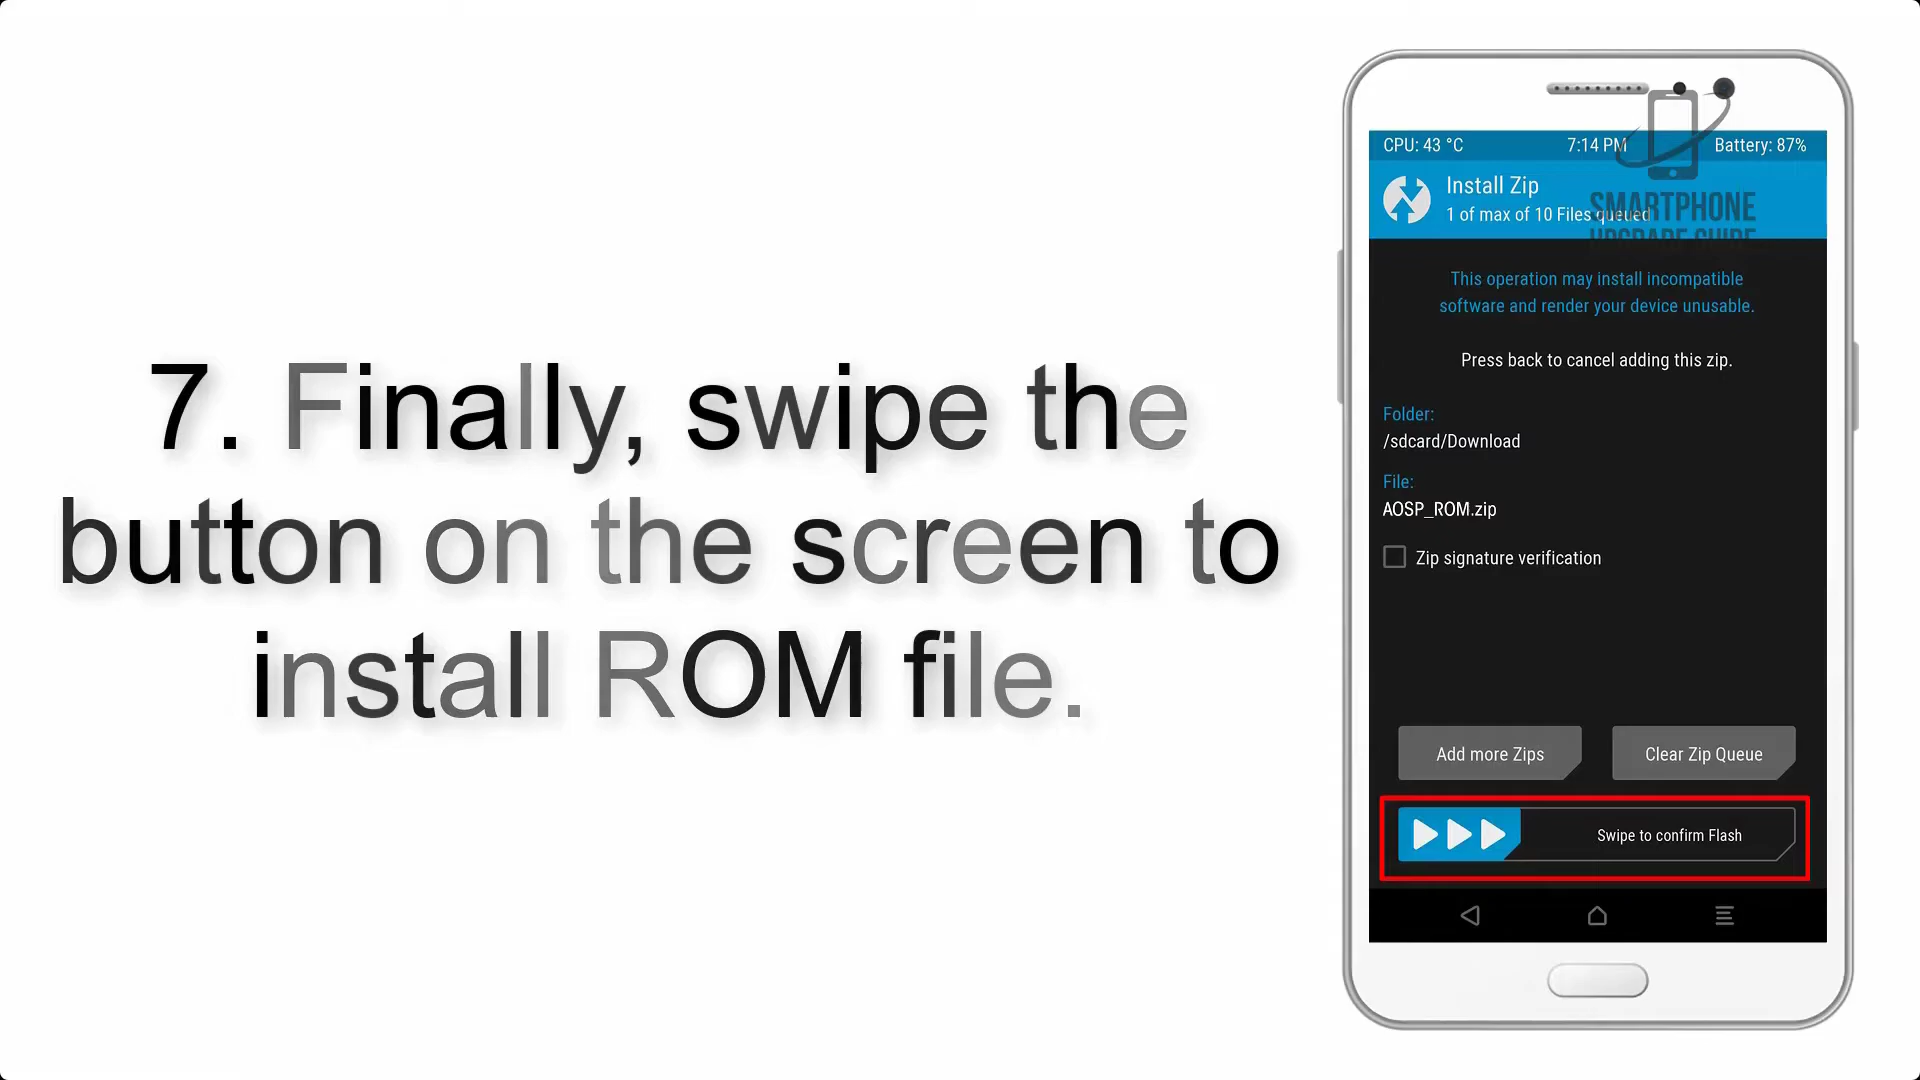 7. Finally, swipe the
button on the screen to
install ROM file.
CPU: 43 °C 7:14 PM Battery: 87%
Install Zip
1 of max of 10 Files queued
SMARTPHONE
UPGRADE GUIDE
This operation may install incompatible
software and render your device unusable.
Press back to cancel adding this zip.
Folder:
/sdcard/Download
File:
AOSP_ROM.zip
Zip signature verification
Add more Zips Clear Zip Queue
Swipe to confirm Flash